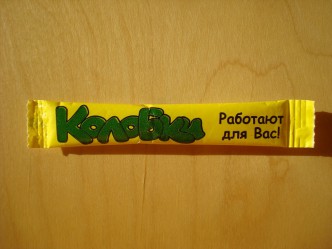 Колобки
Работают
для Вас!